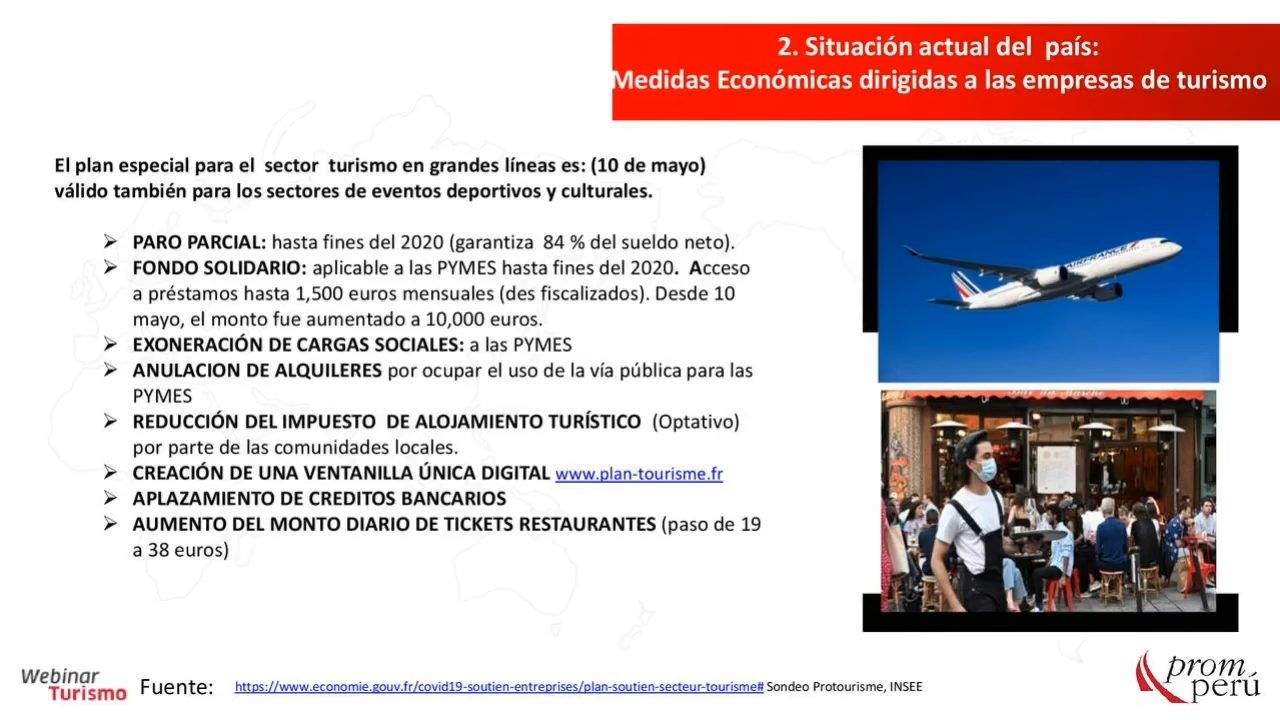 2. Situación actual del país:
Medidas Económicas dirigidas a las empresas de turismo
El plan especial para el sector turismo en grandes líneas es: (10 de mayo)
válido también para los sectores de eventos deportivos y culturales.
➢ PARO PARCIAL: hasta fines del 2020 (garantiza 84 % del sueldo neto).
➢ FONDO SOLIDARIO: aplicable a las PYMES hasta fines del 2020. Acceso
a préstamos hasta 1,500 euros mensuales (des fiscalizados). Desde 10
mayo, el monto fue aumentado a 10,000 euros.
➢ EXONERACIÓN DE CARGAS SOCIALES: a las PYMES
➢ ANULACION DE ALQUILERES por ocupar el uso de la vía pública para las
PYMES
➢ REDUCCIÓN DEL IMPUESTO DE ALOJAMIENTO TURÍSTICO (Optativo)
por parte de las comunidades locales.
➢ CREACIÓN DE UNA VENTANILLA ÚNICA DIGITAL www.plan-tourisme.fr
➢ APLAZAMIENTO DE CREDITOS BANCARIOS
➢ AUMENTO DEL MONTO DIARIO DE TICKETS RESTAURANTES (paso de 19
a 38 euros)
AIRFRANCE
Webinar
Turismo
Fuente: https://www.economie.gouv.fr/covid19-soutien-entreprises/plan-soutien-secteur-tourisme# Sondeo Protourisme, INSEE
prom
perú